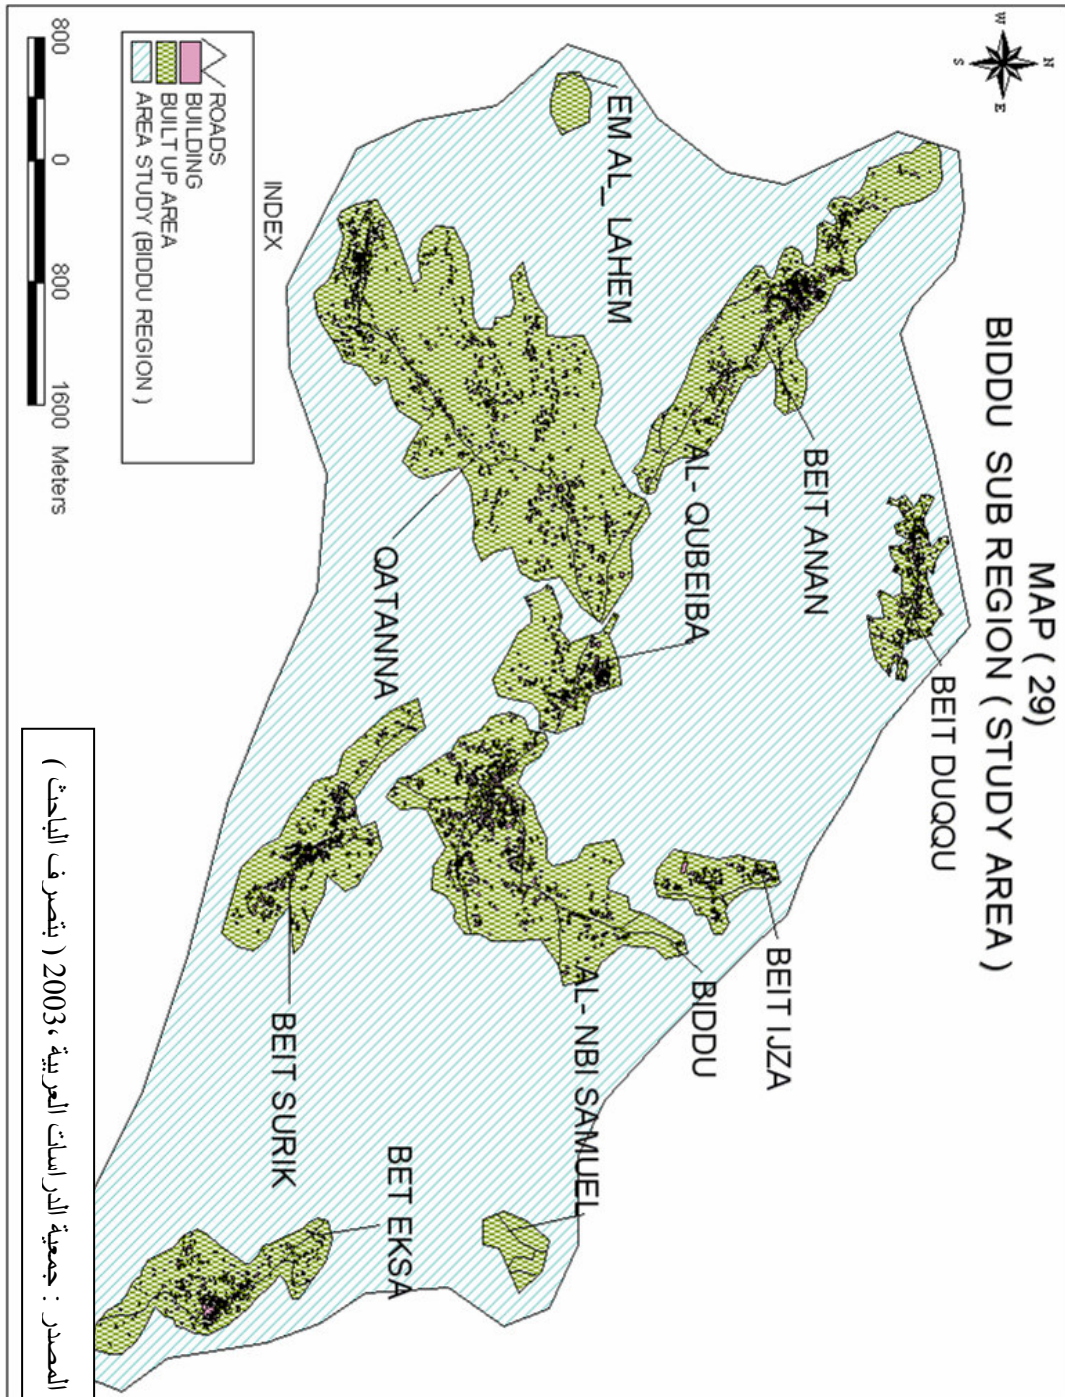 MAP ( 29)
BIDDU SUB REGION ( STUDY AREA )
W
N
S
E
BEIT DUQQU
BEIT ANAN
BEIT IJZA
EM AL_ LAHEM
AL- QUBEIBA
BIDDU
AL- NBI SAMUEL
QATANNA
BET EKSA
BEIT SURIK
INDEX
ROADS
BUILDING
BUILT UP AREA
AREA STUDY (BIDDU REGION )
800 0 800 1600 Meters
المصدر : جمعية الدراسات العربية ،2003 ( بتصرف الباحث )